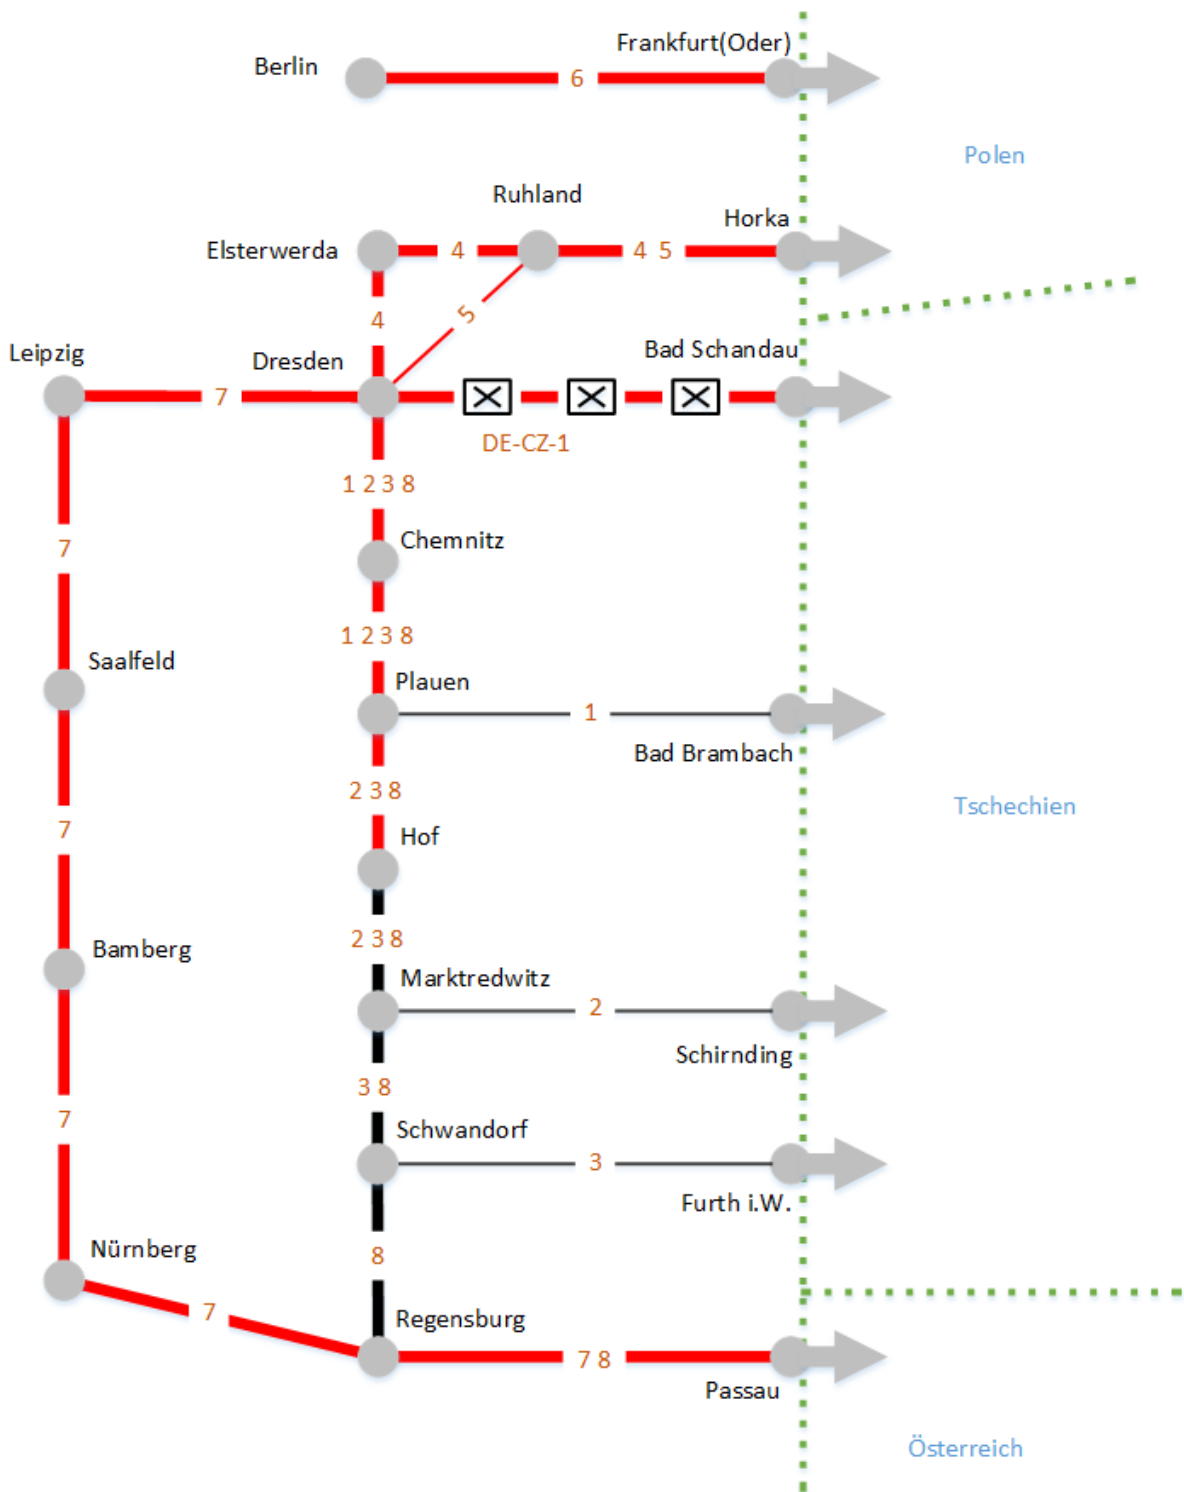 Frankfurt(Oder)
Berlin
6
Polen
Ruhland
Horka
Elsterwerda
4
4 5
4
5
Leipzig
Dresden
Bad Schandau
7
DE-CZ-1
1 2 3 8
Chemnitz
7
1 2 3 8
Saalfeld
Plauen
1
Bad Brambach
2 3 8
Tschechien
7
Hof
2 3 8
Bamberg
Marktredwitz
2
Schirnding
3 8
7
Schwandorf
3
Furth i.W.
Nürnberg
8
7
Regensburg
7 8
Passau
Österreich